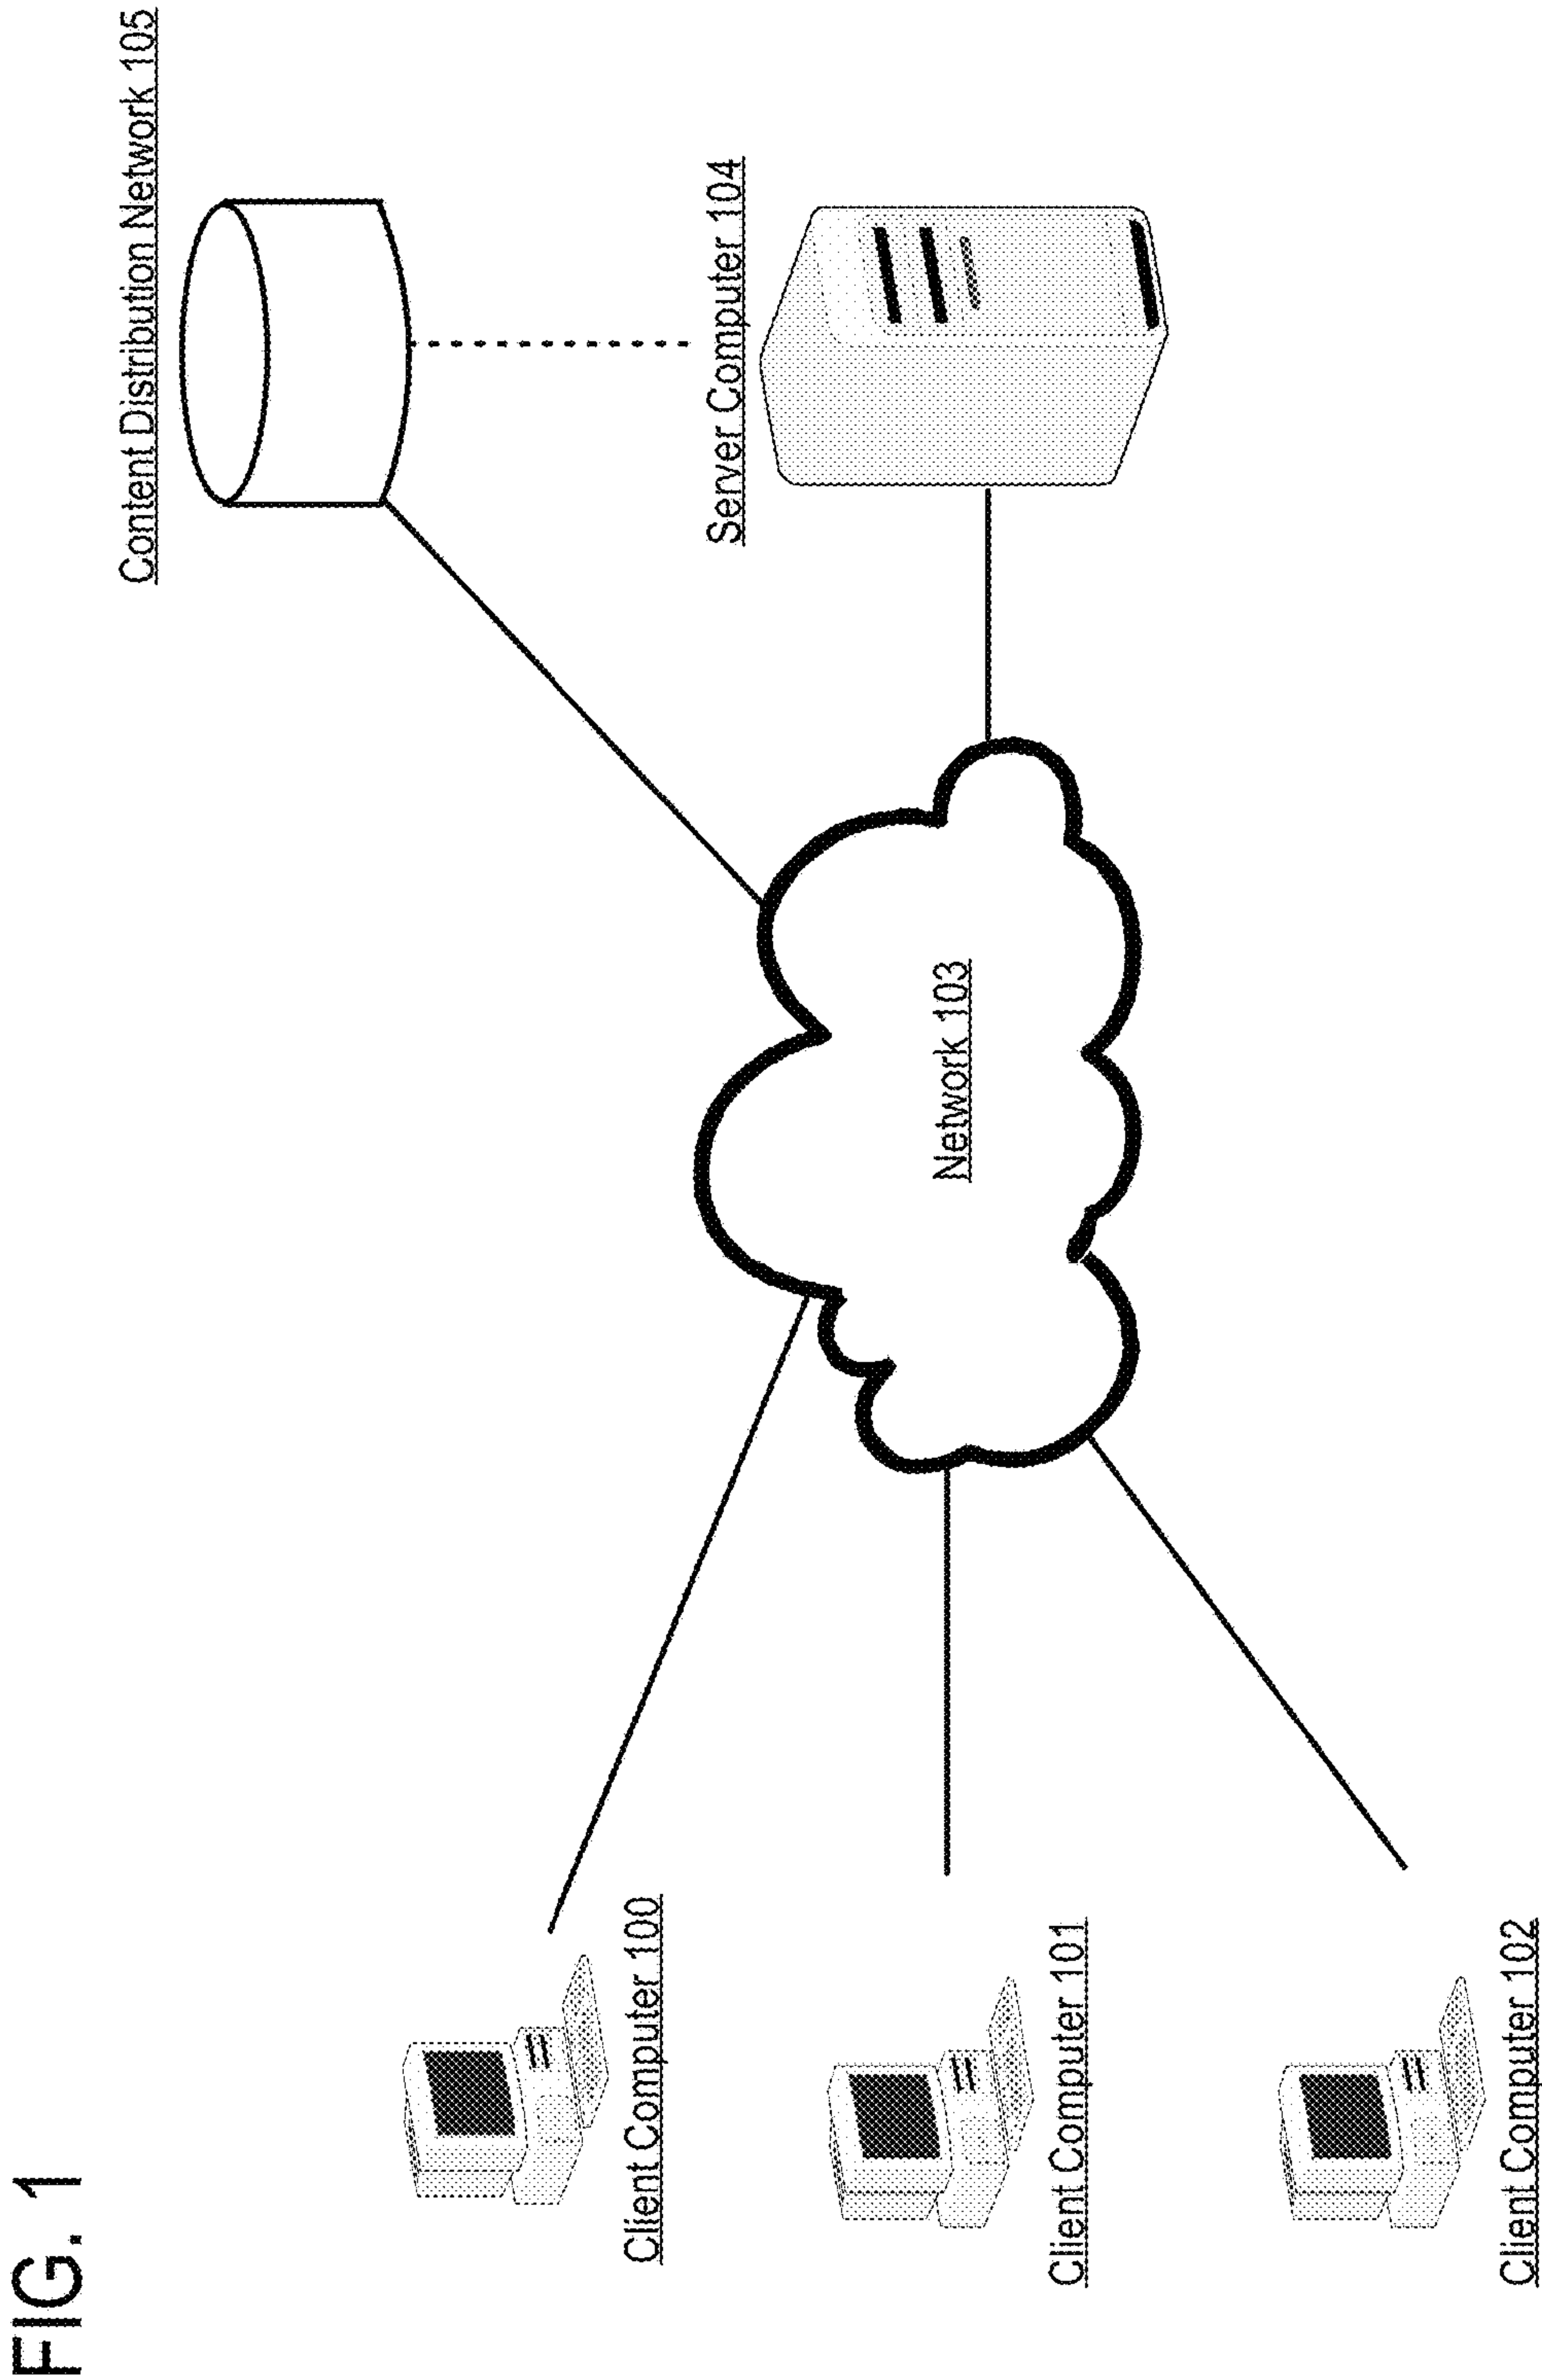 FIG. 1
Content Distribution Network 105
Client Computer 100
Server Computer 104
Network 103
Client Computer 101
Client Computer 102